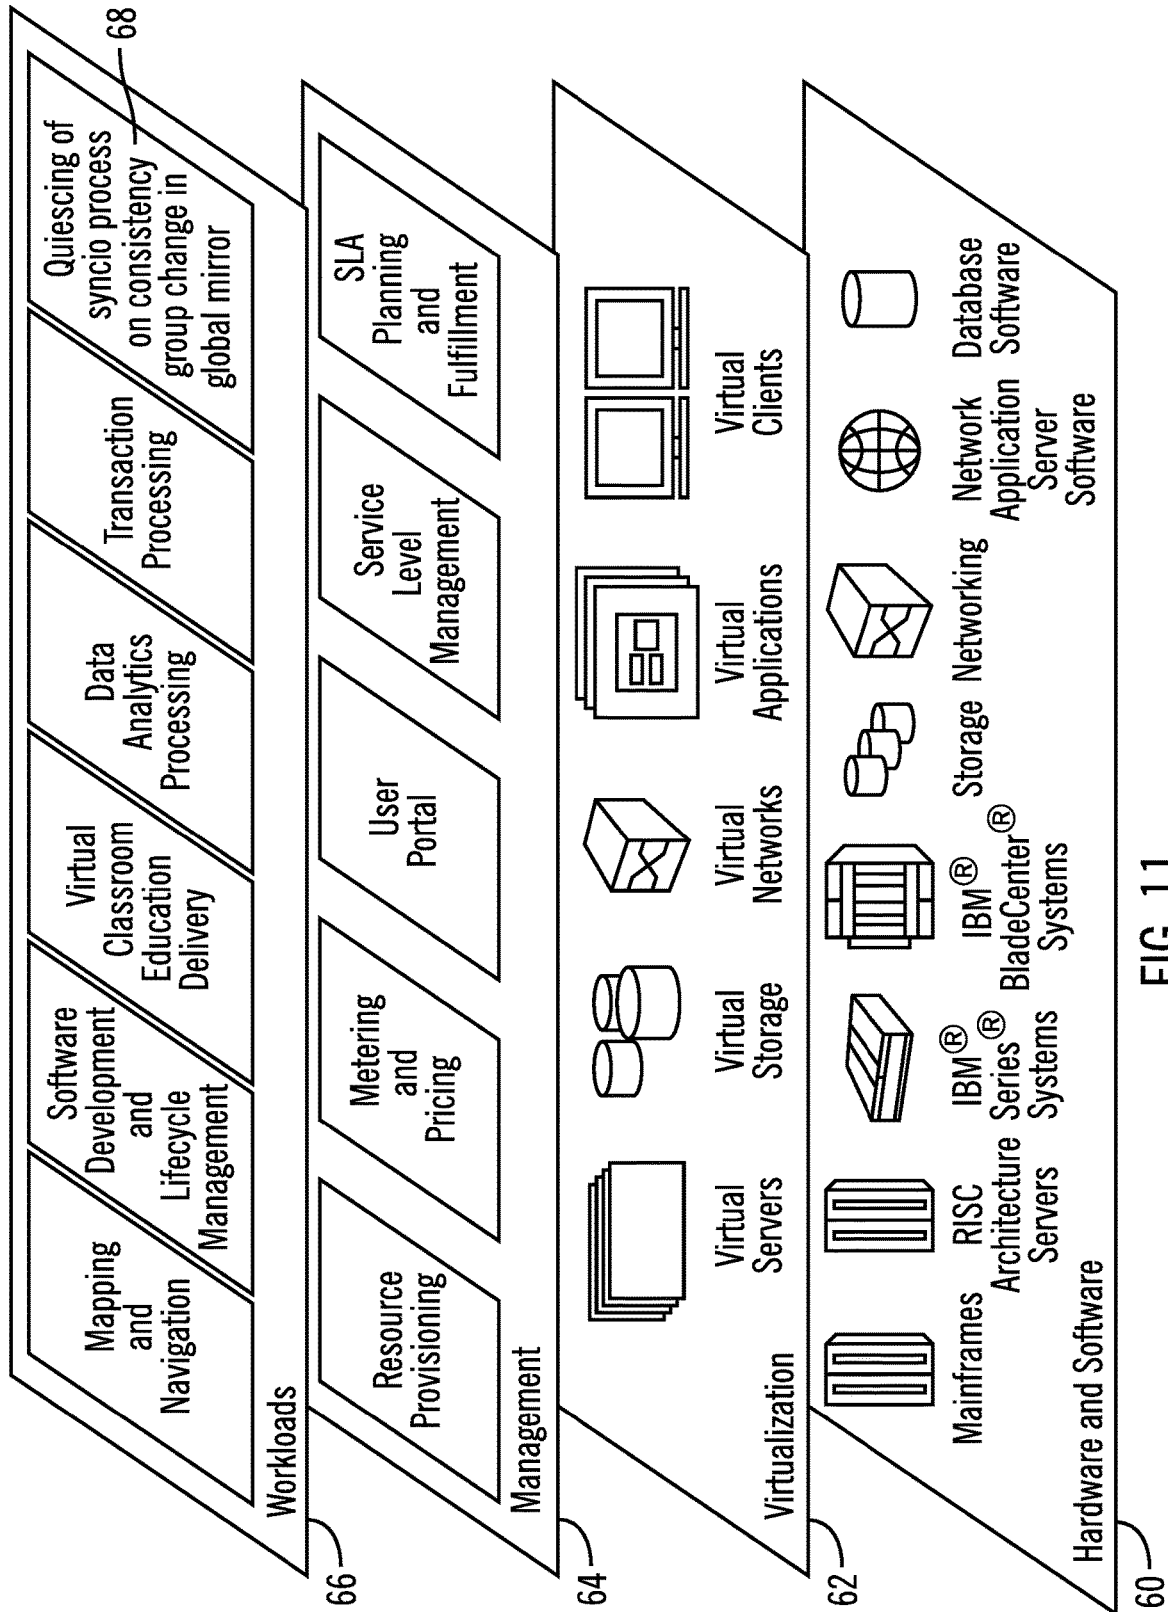 Mapping
and
Navigation
Software
Development
and
Lifecycle
Management
Virtual
Classroom
Education
Delivery
Data
Analytics
Processing
Transaction
Processing
Quiescing of
syncio process
on consistency
group change in
global mirror
68
Workloads
66
Resource
Provisioning
Metering
and
Pricing
User
Portal
Service
Level
Management
SLA
Planning
and
Fulfillment
Management
64
Virtual
Servers
Virtual
Storage
Virtual
Networks
Virtual
Applications
Virtual
Clients
Virtualization
62
Mainframes
RISC
Architecture
Servers
IBM®
Series®
Systems
IBM®
BladeCenter®
Systems
Storage
Networking
Network
Application
Server
Software
Database
Software
Hardware and Software
60
FIG. 11